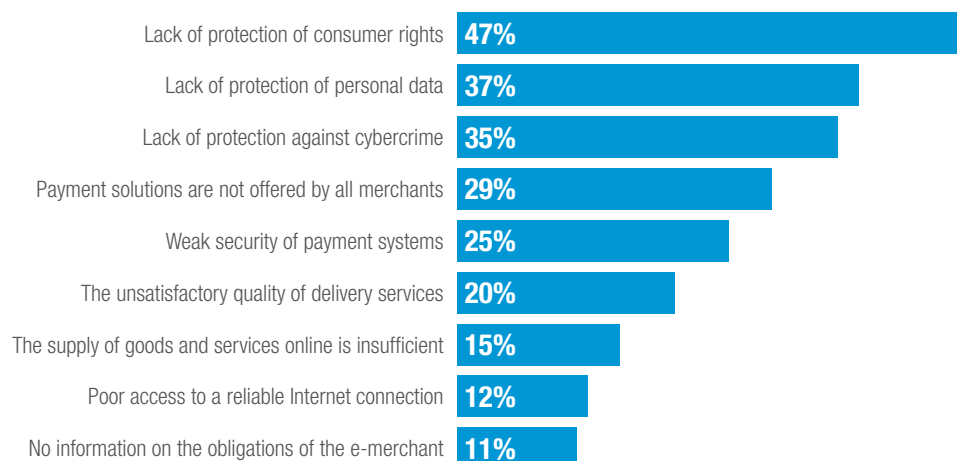 Lack of protection of consumer rights 47%
Lack of protection of personal data 37%
Lack of protection against cybercrime 35%
Payment solutions are not offered by all merchants 29%
Weak security of payment systems 25%
The unsatisfactory quality of delivery services 20%
The supply of goods and services online is insufficient 15%
Poor access to a reliable Internet connection 12%
No information on the obligations of the e-merchant 11%